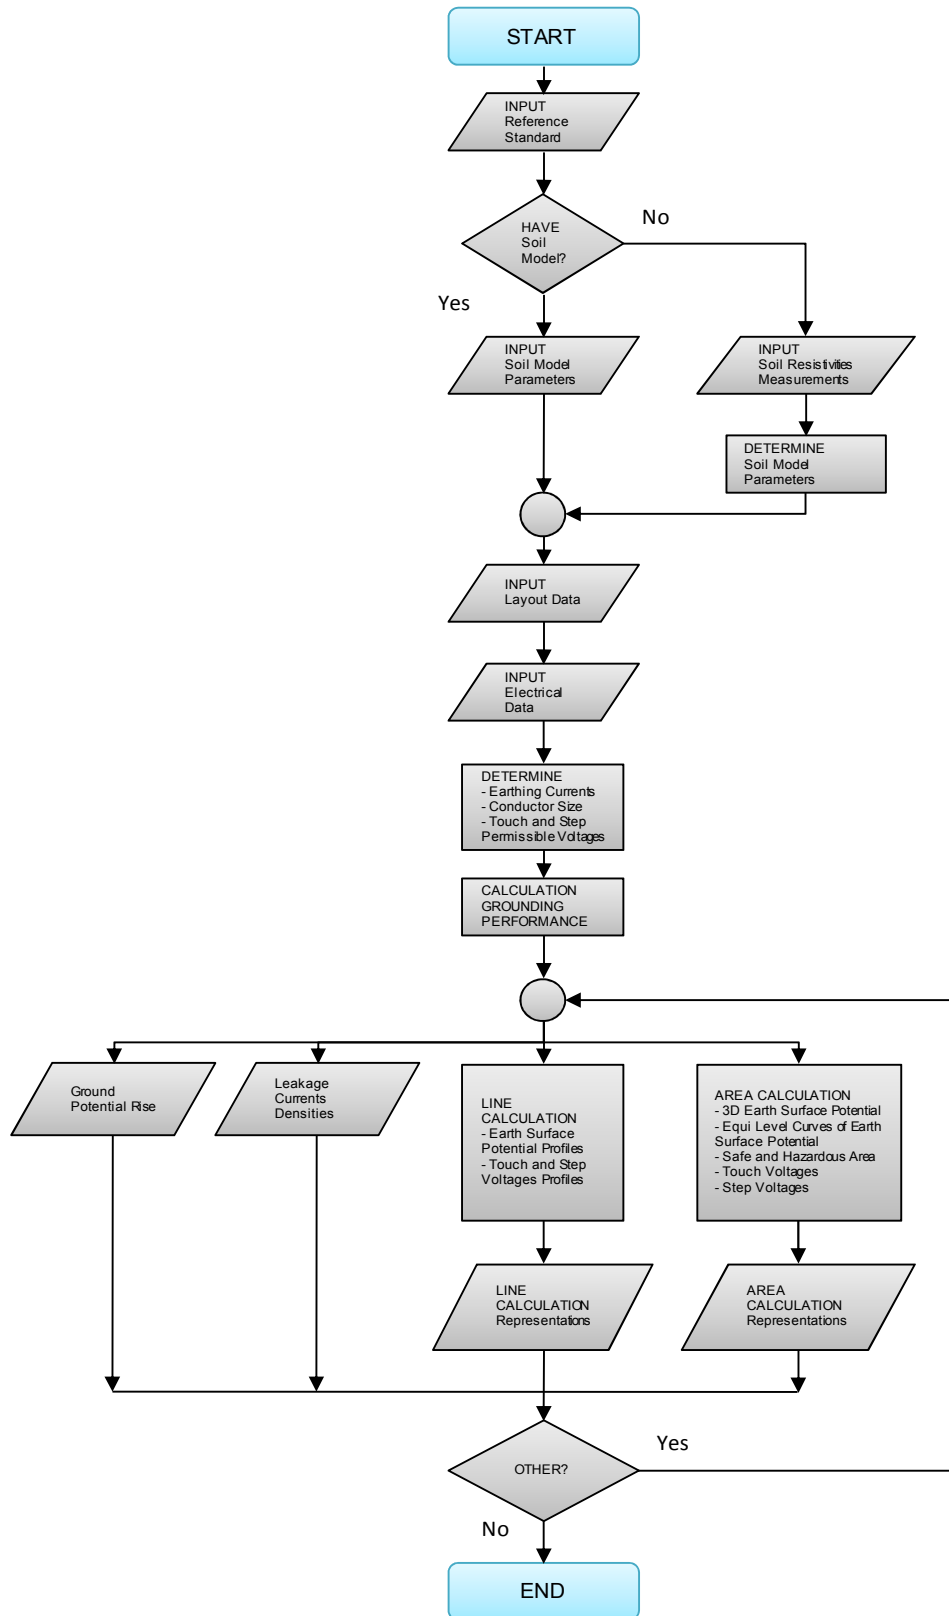 START
INPUT
Reference
Standard
HAVE
Soil
Model?
No
Yes
INPUT
Soil Model
Parameters
INPUT
Soil Resistivities
Measurements
DETERMINE
Soil Model
Parameters
INPUT
Layout Data
INPUT
Electrical
Data
DETERMINE
- Earthing Currents
- Conductor Size
- Touch and Step
Permissible Voltages
CALCULATION
GROUNDING
PERFORMANCE
Ground
Potential Rise
Leakage
Currents
Densities
LINE
CALCULATION
- Earth Surface
Potential Profiles
- Touch and Step
Voltages Profiles
AREA CALCULATION
- 3D Earth Surface Potential
- Equi Level Curves of Earth
Surface Potential
- Safe and Hazardous Area
- Touch Voltages
- Step Voltages
LINE
CALCULATION
Representations
AREA
CALCULATION
Representations
OTHER?
Yes
No
END